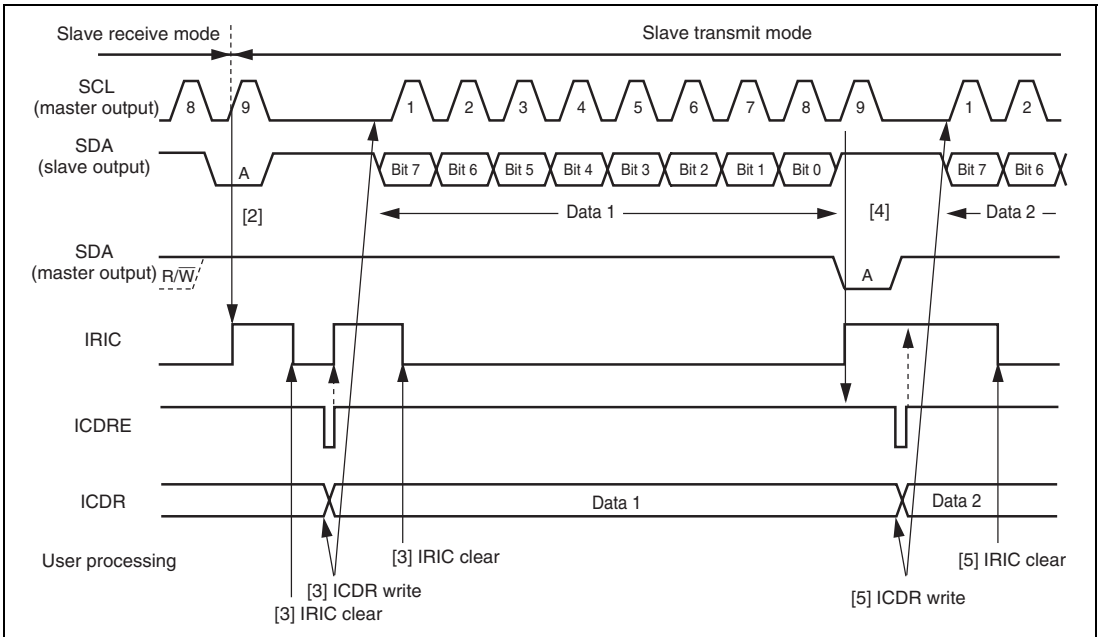 Slave receive mode
Slave transmit mode
SCL
(master output)
8 9 1 2 3 4 5 6 7 8 9 1 2
SDA
(slave output)
A Bit 7 Bit 6 Bit 5 Bit 4 Bit 3 Bit 2 Bit 1 Bit 0 Bit 7 Bit 6
[2] Data 1 [4] Data 2
SDA
(master output)
R/W̅
A
IRIC
ICDRE
ICDR
Data 1 Data 2
User processing
[3] IRIC clear
[5] IRIC clear
[3] ICDR write
[5] ICDR write
[3] IRIC clear